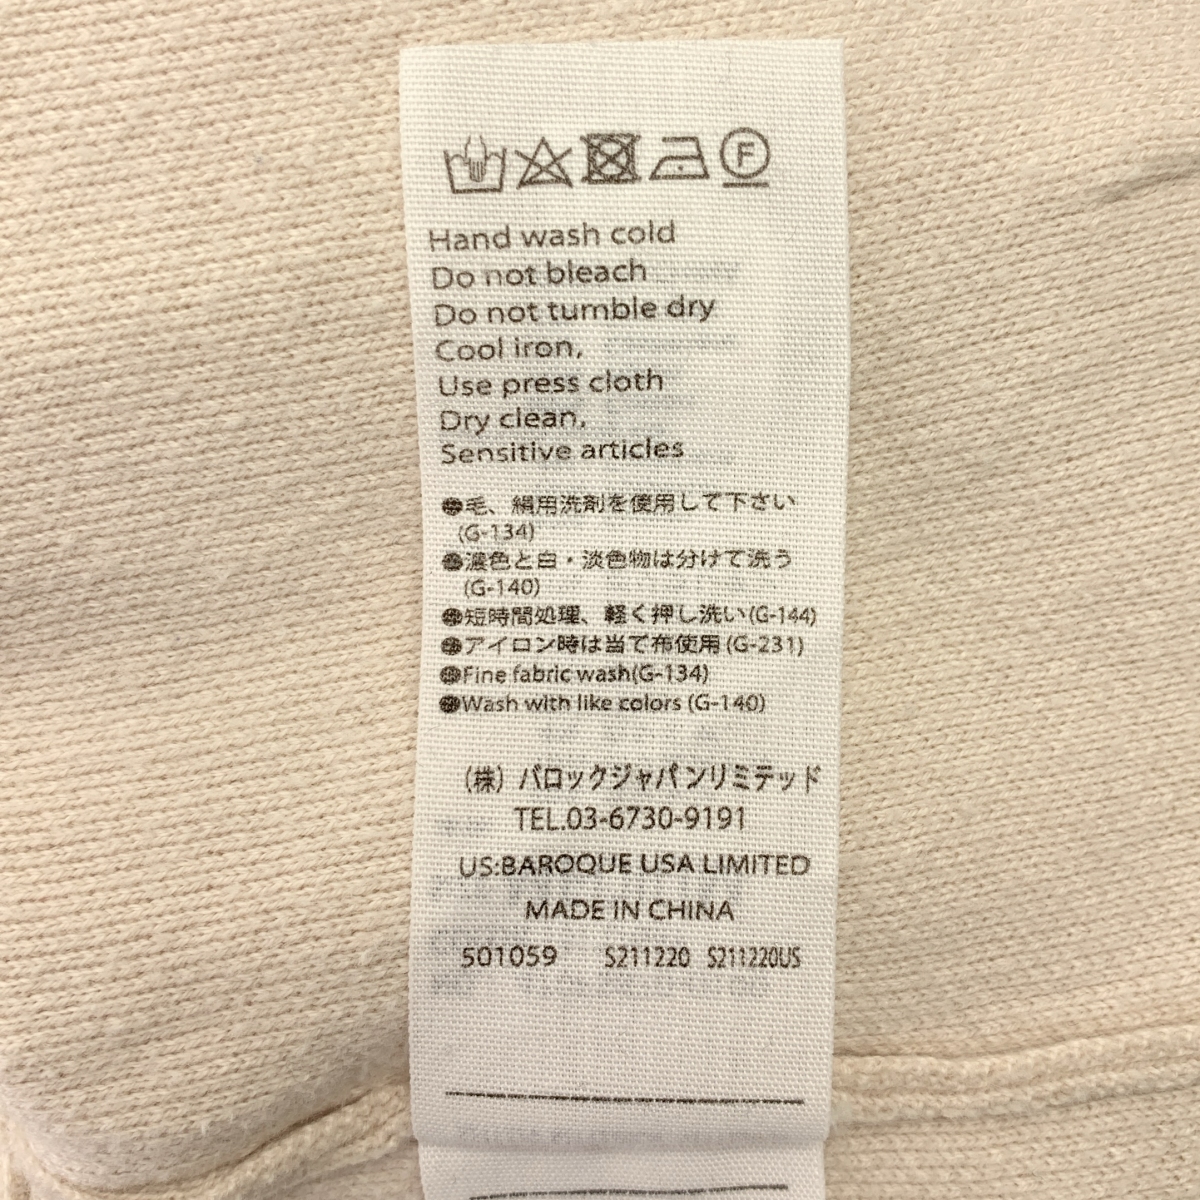 F
Hand wash cold
Do not bleach
Do not tumble dry
Cool iron,
Use press cloth
Dry clean,
Sensitive articles
●毛、絹用洗剤を使用して下さい
(G-134)
●濃色と白・淡色物は分けて洗う
(G-140)
●短時間処理、軽く押し洗い(G-144)
●アイロン時は当て布使用(G-231)
●Fine fabric wash(G-134)
●Wash with like colors (G-140)
(株)バロックジャパンリミテッド
TEL.03-6730-9191
US:BAROQUE USA LIMITED
MADE IN CHINA
501059 S211220 S211220US